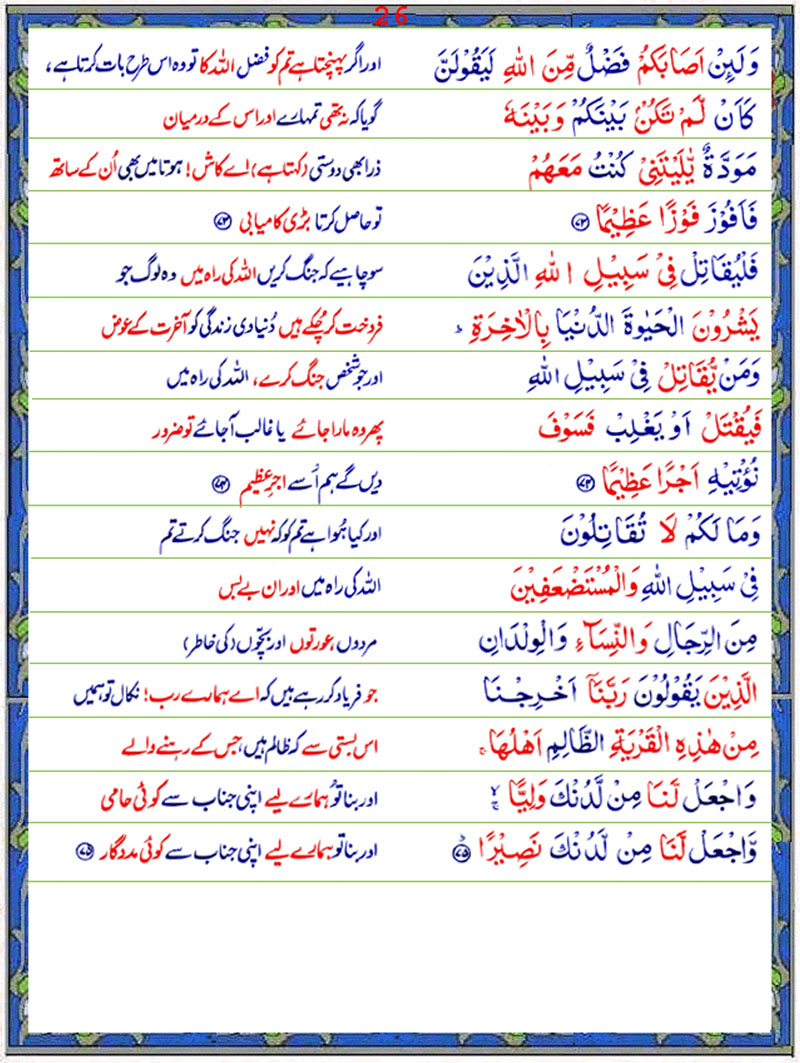 26
وَلَئِنْ اَصَابَكُمْ فَضْلٌ مِّنَ اللّٰهِ لَيَقُوْلَنَّ اور اگر پہنچتا ہے تم کو فضل اللہ کا تو وہ اس طرح بات کرتا ہے،
كَاَنْ لَّمْ تَكُنْۢ بَيْنَكُمْ وَبَيْنَهٗ گویا کہ نہ تھی تمہارے اور اس کے درمیان
مَوَدَّةٌ يّٰلَيْتَنِيْ كُنْتُ مَعَهُمْ ذرا بھی دوستی (کہتا ہے) اے کاش! ہوتا میں بھی اُن کے ساتھ
فَاَفُوْزَ فَوْزًا عَظِيْمًا ﴿٧٣﴾ تو حاصل کرتا بڑی کامیابی ﴿٧٣﴾
فَلْيُقَاتِلْ فِيْ سَبِيْلِ اللّٰهِ الَّذِيْنَ سو چاہیے کہ جنگ کریں اللہ کی راہ میں وہ لوگ جو
يَشْرُوْنَ الْحَيٰوةَ الدُّنْيَا بِالْاٰخِرَةِ ؕ فروخت کر چُکے ہیں دُنیاوی زندگی کو آخرت کے عوض
وَمَنْ يُّقَاتِلْ فِيْ سَبِيْلِ اللّٰهِ اور جو شخص جنگ کرے، اللہ کی راہ میں
فَيُقْتَلْ اَوْ يَغْلِبْ فَسَوْفَ پھر وہ مارا جائے یا غالب آجائے تو ضرور
نُؤْتِيْهِ اَجْرًا عَظِيْمًا ﴿٧٤﴾ دیں گے ہم اُسے اجرِ عظیم ﴿٧٤﴾
وَمَا لَكُمْ لَا تُقَاتِلُوْنَ اور کیا ہُوا ہے تم کو کہ نہیں جنگ کرتے تم
فِيْ سَبِيْلِ اللّٰهِ وَالْمُسْتَضْعَفِيْنَ اللہ کی راہ میں اور ان بے بس
مِنَ الرِّجَالِ وَالنِّسَآءِ وَالْوِلْدَانِ مردوں، عورتوں اور بچّوں (کی خاطر)
الَّذِيْنَ يَقُوْلُوْنَ رَبَّنَآ اَخْرِجْنَا جو فریاد کر رہے ہیں کہ اے ہمارے رب! نکال تو ہمیں
مِنْ هٰذِهِ الْقَرْيَةِ الظَّالِمِ اَهْلُهَا ۚ اس بستی سے کہ ظالم ہیں، جس کے رہنے والے
وَاجْعَلْ لَّنَا مِنْ لَّدُنْكَ وَلِيًّا ۙۚ اور بنا تُو ہمارے لیے اپنی جناب سے کوئی حامی
وَّاجْعَلْ لَّنَا مِنْ لَّدُنْكَ نَصِيْرًا ؕ ﴿٧٥﴾ اور بنا تو ہمارے لیے اپنی جناب سے کوئی مددگار ﴿٧٥﴾